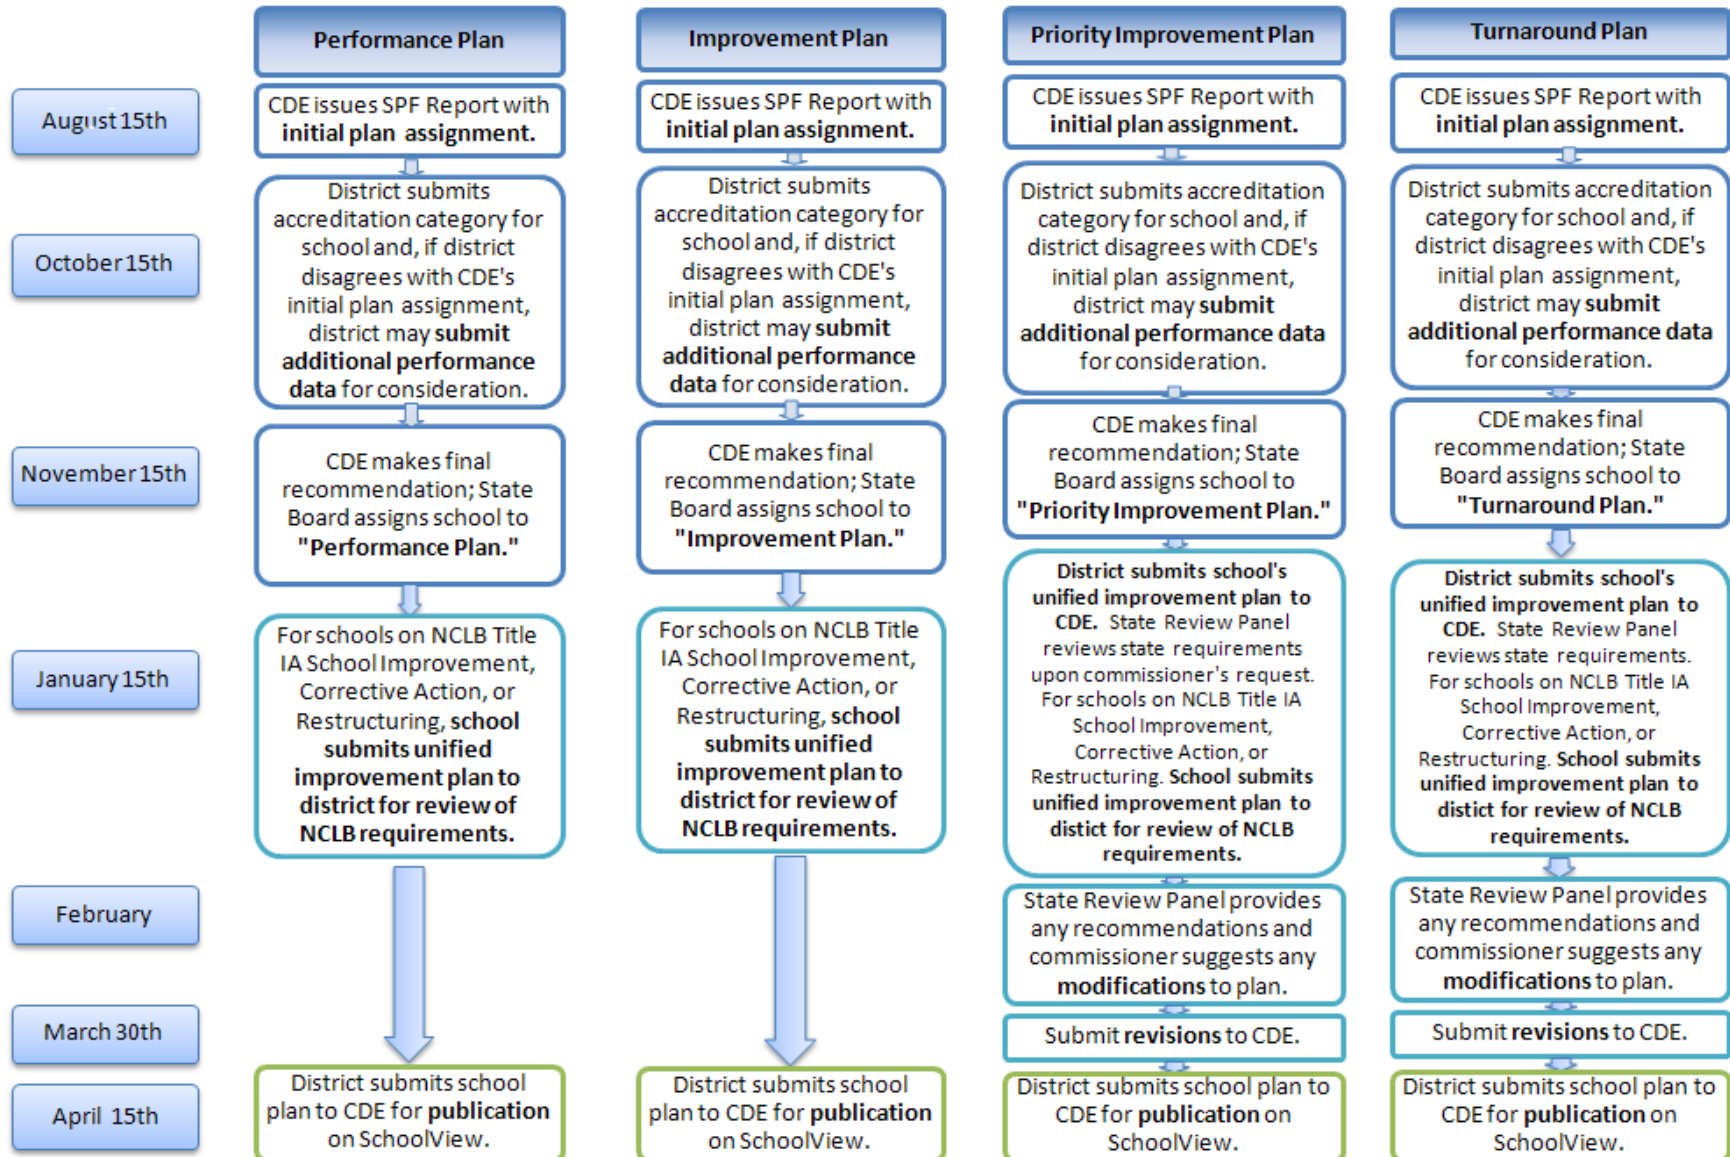 Performance Plan
Improvement Plan
Priority Improvement Plan
Turnaround Plan
August 15th
CDE issues SPF Report with
initial plan assignment.
CDE issues SPF Report with
initial plan assignment.
CDE issues SPF Report with
initial plan assignment.
CDE issues SPF Report with
initial plan assignment.
October 15th
District submits
accreditation category for
school and, if district
disagrees with CDE's
initial plan assignment,
district may submit
additional performance
data for consideration.
District submits
accreditation category for
school and, if district
disagrees with CDE's
initial plan assignment,
district may submit
additional performance
data for consideration.
District submits accreditation
category for school and, if
district disagrees with CDE's
initial plan assignment,
district may submit
additional performance data
for consideration.
District submits accreditation
category for school and, if
district disagrees with CDE's
initial plan assignment,
district may submit
additional performance data
for consideration.
November 15th
CDE makes final
recommendation; State
Board assigns school to
"Performance Plan."
CDE makes final
recommendation; State
Board assigns school to
"Improvement Plan."
CDE makes final
recommendation; State
Board assigns school to
"Priority Improvement Plan."
CDE makes final
recommendation; State
Board assigns school to
"Turnaround Plan."
January 15th
For schools on NCLB Title
IA School Improvement,
Corrective Action, or
Restructuring, school
submits unified
improvement plan to
district for review of
NCLB requirements.
For schools on NCLB Title
IA School Improvement,
Corrective Action, or
Restructuring, school
submits unified
improvement plan to
district for review of
NCLB requirements.
District submits school's
unified improvement plan to
CDE. State Review Panel
reviews state requirements
upon commissioner's request.
For schools on NCLB Title IA
School Improvement,
Corrective Action, or
Restructuring. School submits
unified improvement plan to
distict for review of NCLB
requirements.
District submits school's
unified improvement plan to
CDE. State Review Panel
reviews state requirements.
For schools on NCLB Title IA
School Improvement,
Corrective Action, or
Restructuring. School submits
unified improvement plan to
distict for review of NCLB
requirements.
February
State Review Panel provides
any recommendations and
commissioner suggests any
modifications to plan.
State Review Panel provides
any recommendations and
commissioner suggests any
modifications to plan.
March 30th
Submit revisions to CDE.
Submit revisions to CDE.
April 15th
District submits school
plan to CDE for publication
on SchoolView.
District submits school
plan to CDE for publication
on SchoolView.
District submits school plan to
CDE for publication on
SchoolView.
District submits school plan to
CDE for publication on
SchoolView.